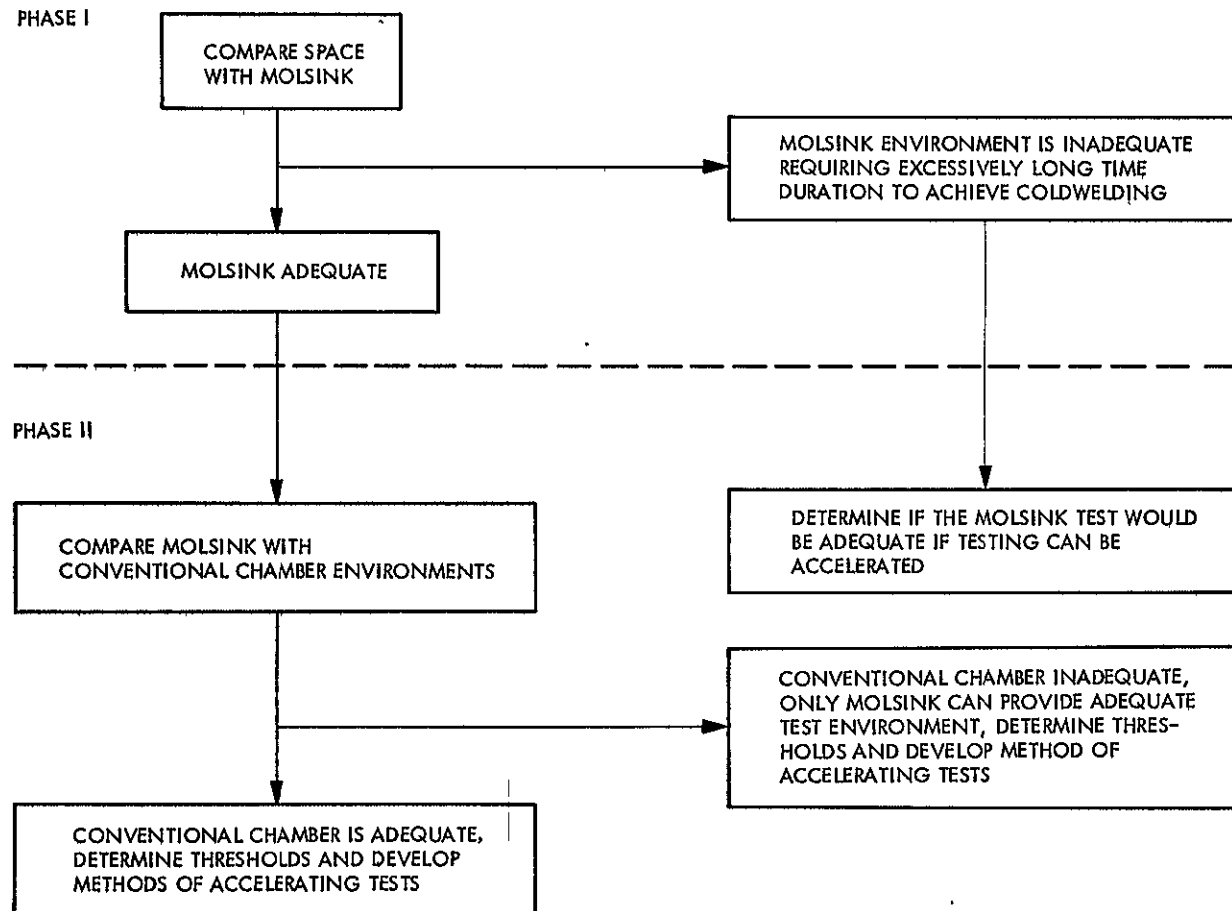 PHASE I
COMPARE SPACE
WITH MOLSINK
MOLSINK ENVIRONMENT IS INADEQUATE
REQUIRING EXCESSIVELY LONG TIME
DURATION TO ACHIEVE COLDWELDING
MOLSINK ADEQUATE
PHASE II
COMPARE MOLSINK WITH
CONVENTIONAL CHAMBER ENVIRONMENTS
DETERMINE IF THE MOLSINK TEST WOULD
BE ADEQUATE IF TESTING CAN BE
ACCELERATED
CONVENTIONAL CHAMBER INADEQUATE,
ONLY MOLSINK CAN PROVIDE ADEQUATE
TEST ENVIRONMENT, DETERMINE THRES-
HOLDS AND DEVELOP METHOD OF
ACCELERATING TESTS
CONVENTIONAL CHAMBER IS ADEQUATE,
DETERMINE THRESHOLDS AND DEVELOP
METHODS OF ACCELERATING TESTS